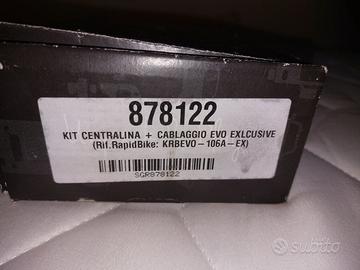 878122
KIT CENTRALINA + CABLAGGIO EVO EXLCUSIVE
(Rif.RapidBike: KRBEVO-106A-EX)
SGR878122
subito